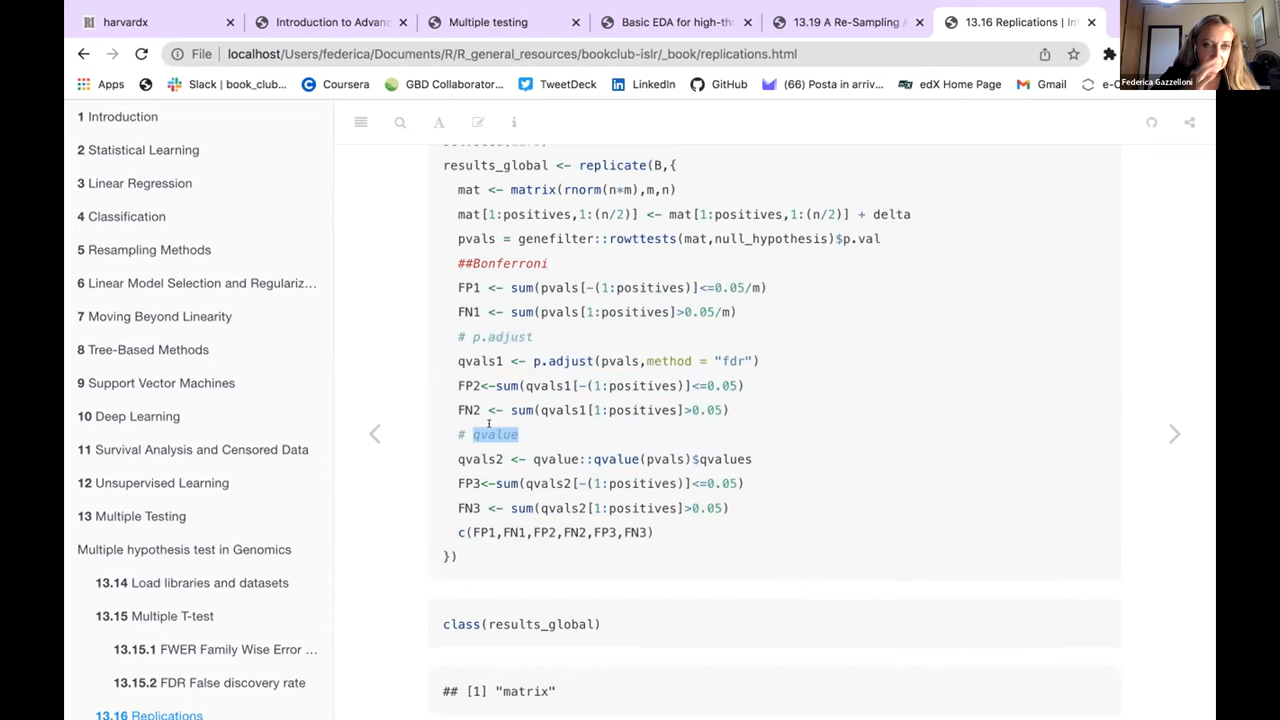 harvardx
Introduction to Advan
Multiple testing
Basic EDA for high-th
13.19 A Re-Sampling A
13.16 Replications | In
File
localhost/Users/federica/Documents/R/R_general_resources/bookclub-islr/_book/replications.html
Federica Gazzelloni
Apps
Slack | book_club...
Coursera
GBD Collaborator...
TweetDeck
LinkedIn
GitHub
(66) Posta in arriv...
edX Home Page
Gmail
1 Introduction
2 Statistical Learning
3 Linear Regression
4 Classification
5 Resampling Methods
6 Linear Model Selection and Regulariz...
7 Moving Beyond Linearity
8 Tree-Based Methods
9 Support Vector Machines
10 Deep Learning
11 Survival Analysis and Censored Data
12 Unsupervised Learning
13 Multiple Testing
Multiple hypothesis test in Genomics
13.14 Load libraries and datasets
13.15 Multiple T-test
13.15.1 FWER Family Wise Error ...
13.15.2 FDR False discovery rate
13.16 Replications
results_global <- replicate(B,{
mat <- matrix(rnorm(n*m),m,n)
mat[1:positives,1:(n/2)] <- mat[1:positives,1:(n/2)] + delta
pvals = genefilter::rowttests(mat,null_hypothesis)$p.val
##Bonferroni
FP1 <- sum(pvals[-(1:positives)]<=0.05/m)
FN1 <- sum(pvals[1:positives]>0.05/m)
# p.adjust
qvals1 <- p.adjust(pvals,method = "fdr")
FP2<-sum(qvals1[-(1:positives)]<=0.05)
FN2 <- sum(qvals1[1:positives]>0.05)
# qvalue
qvals2 <- qvalue::qvalue(pvals)$qvalues
FP3<-sum(qvals2[-(1:positives)]<=0.05)
FN3 <- sum(qvals2[1:positives]>0.05)
c(FP1,FN1,FP2,FN2,FP3,FN3)
})
class(results_global)
## [1] "matrix"